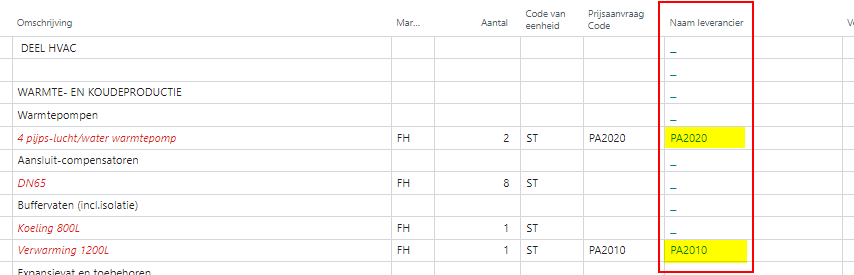 Omschrijving Mar... Aantal Code van eenheid Prijsaanvraag Code Naam leverancier
DEEL HVAC _
_
WARMTE- EN KOUDEPRODUCTIE _
Warmtepompen _
4 pijps-lucht/water warmtepomp FH 2 ST PA2020 PA2020
Aansluit-compensatoren _
DN65 FH 8 ST _
Buffervaten (incl.isolatie) _
Koeling 800L FH 1 ST _
Verwarming 1200L FH 1 ST PA2010 PA2010
Expansievat en toebehoren